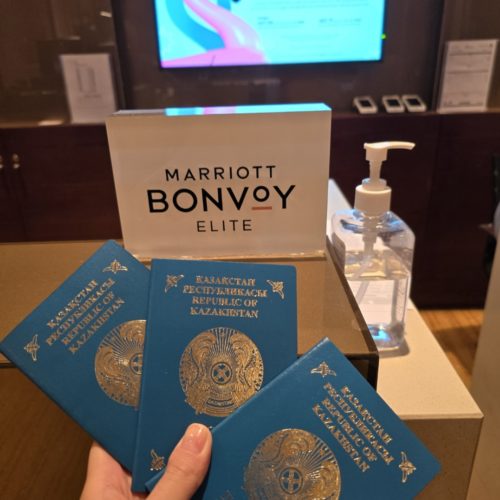 MARRIOTT
BONVOY
ELITE
ҚАЗАҚСТАН
РЕСПУБЛИКАСЫ
REPUBLIC OF
KAZAKHSTAN
ҚАЗАҚСТАН
РЕСПУБЛИКАСЫ
REPUBLIC OF
KAZAKHSTAN
ҚАЗАҚСТАН
РЕСПУБЛИКАСЫ
REPUBLIC OF
KAZAKHSTAN